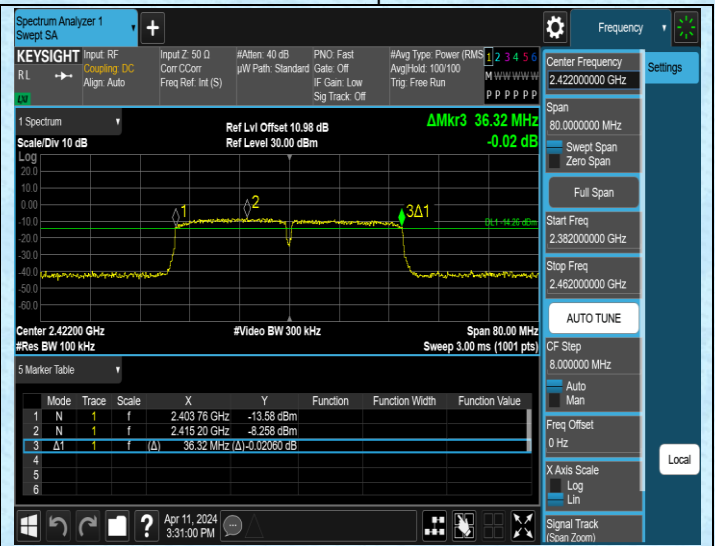 Spectrum Analyzer 1
Swept SA
+
Frequency
KEYSIGHT
RL
LXI
Input: RF
Coupling: DC
Align: Auto
Input Z: 50 Ω
Corr CCorr
Freq Ref: Int (S)
#Atten: 40 dB
µW Path: Standard
PNO: Fast
Gate: Off
IF Gain: Low
Sig Track: Off
#Avg Type: Power (RMS
Avg|Hold: 100/100
Trig: Free Run
1 2 3 4 5 6
M W W W W W
P P P P P P
1 Spectrum
Scale/Div 10 dB
Ref Lvl Offset 10.98 dB
Ref Level 30.00 dBm
ΔMkr3 36.32 MHz
-0.02 dB
Log
20.0
10.0
0.00
-10.0
-20.0
-30.0
-40.0
-50.0
-60.0
1
2
3Δ1
DL1 -14.26 dBm
Center 2.42200 GHz
#Res BW 100 kHz
#Video BW 300 kHz
Span 80.00 MHz
Sweep 3.00 ms (1001 pts)
5 Marker Table
Mode Trace Scale X Y Function Function Width Function Value
1 N 1 f 2.403 76 GHz -13.58 dBm
2 N 1 f 2.415 20 GHz -8.258 dBm
3 Δ1 1 f (Δ) 36.32 MHz (Δ) -0.02060 dB
4
5
6
?
Apr 11, 2024
3:31:00 PM
Center Frequency
2.422000000 GHz
Span
80.0000000 MHz
Swept Span
Zero Span
Full Span
Start Freq
2.382000000 GHz
Stop Freq
2.462000000 GHz
AUTO TUNE
CF Step
8.000000 MHz
Auto
Man
Freq Offset
0 Hz
X Axis Scale
Log
Lin
Signal Track
(Span Zoom)
Settings
Local